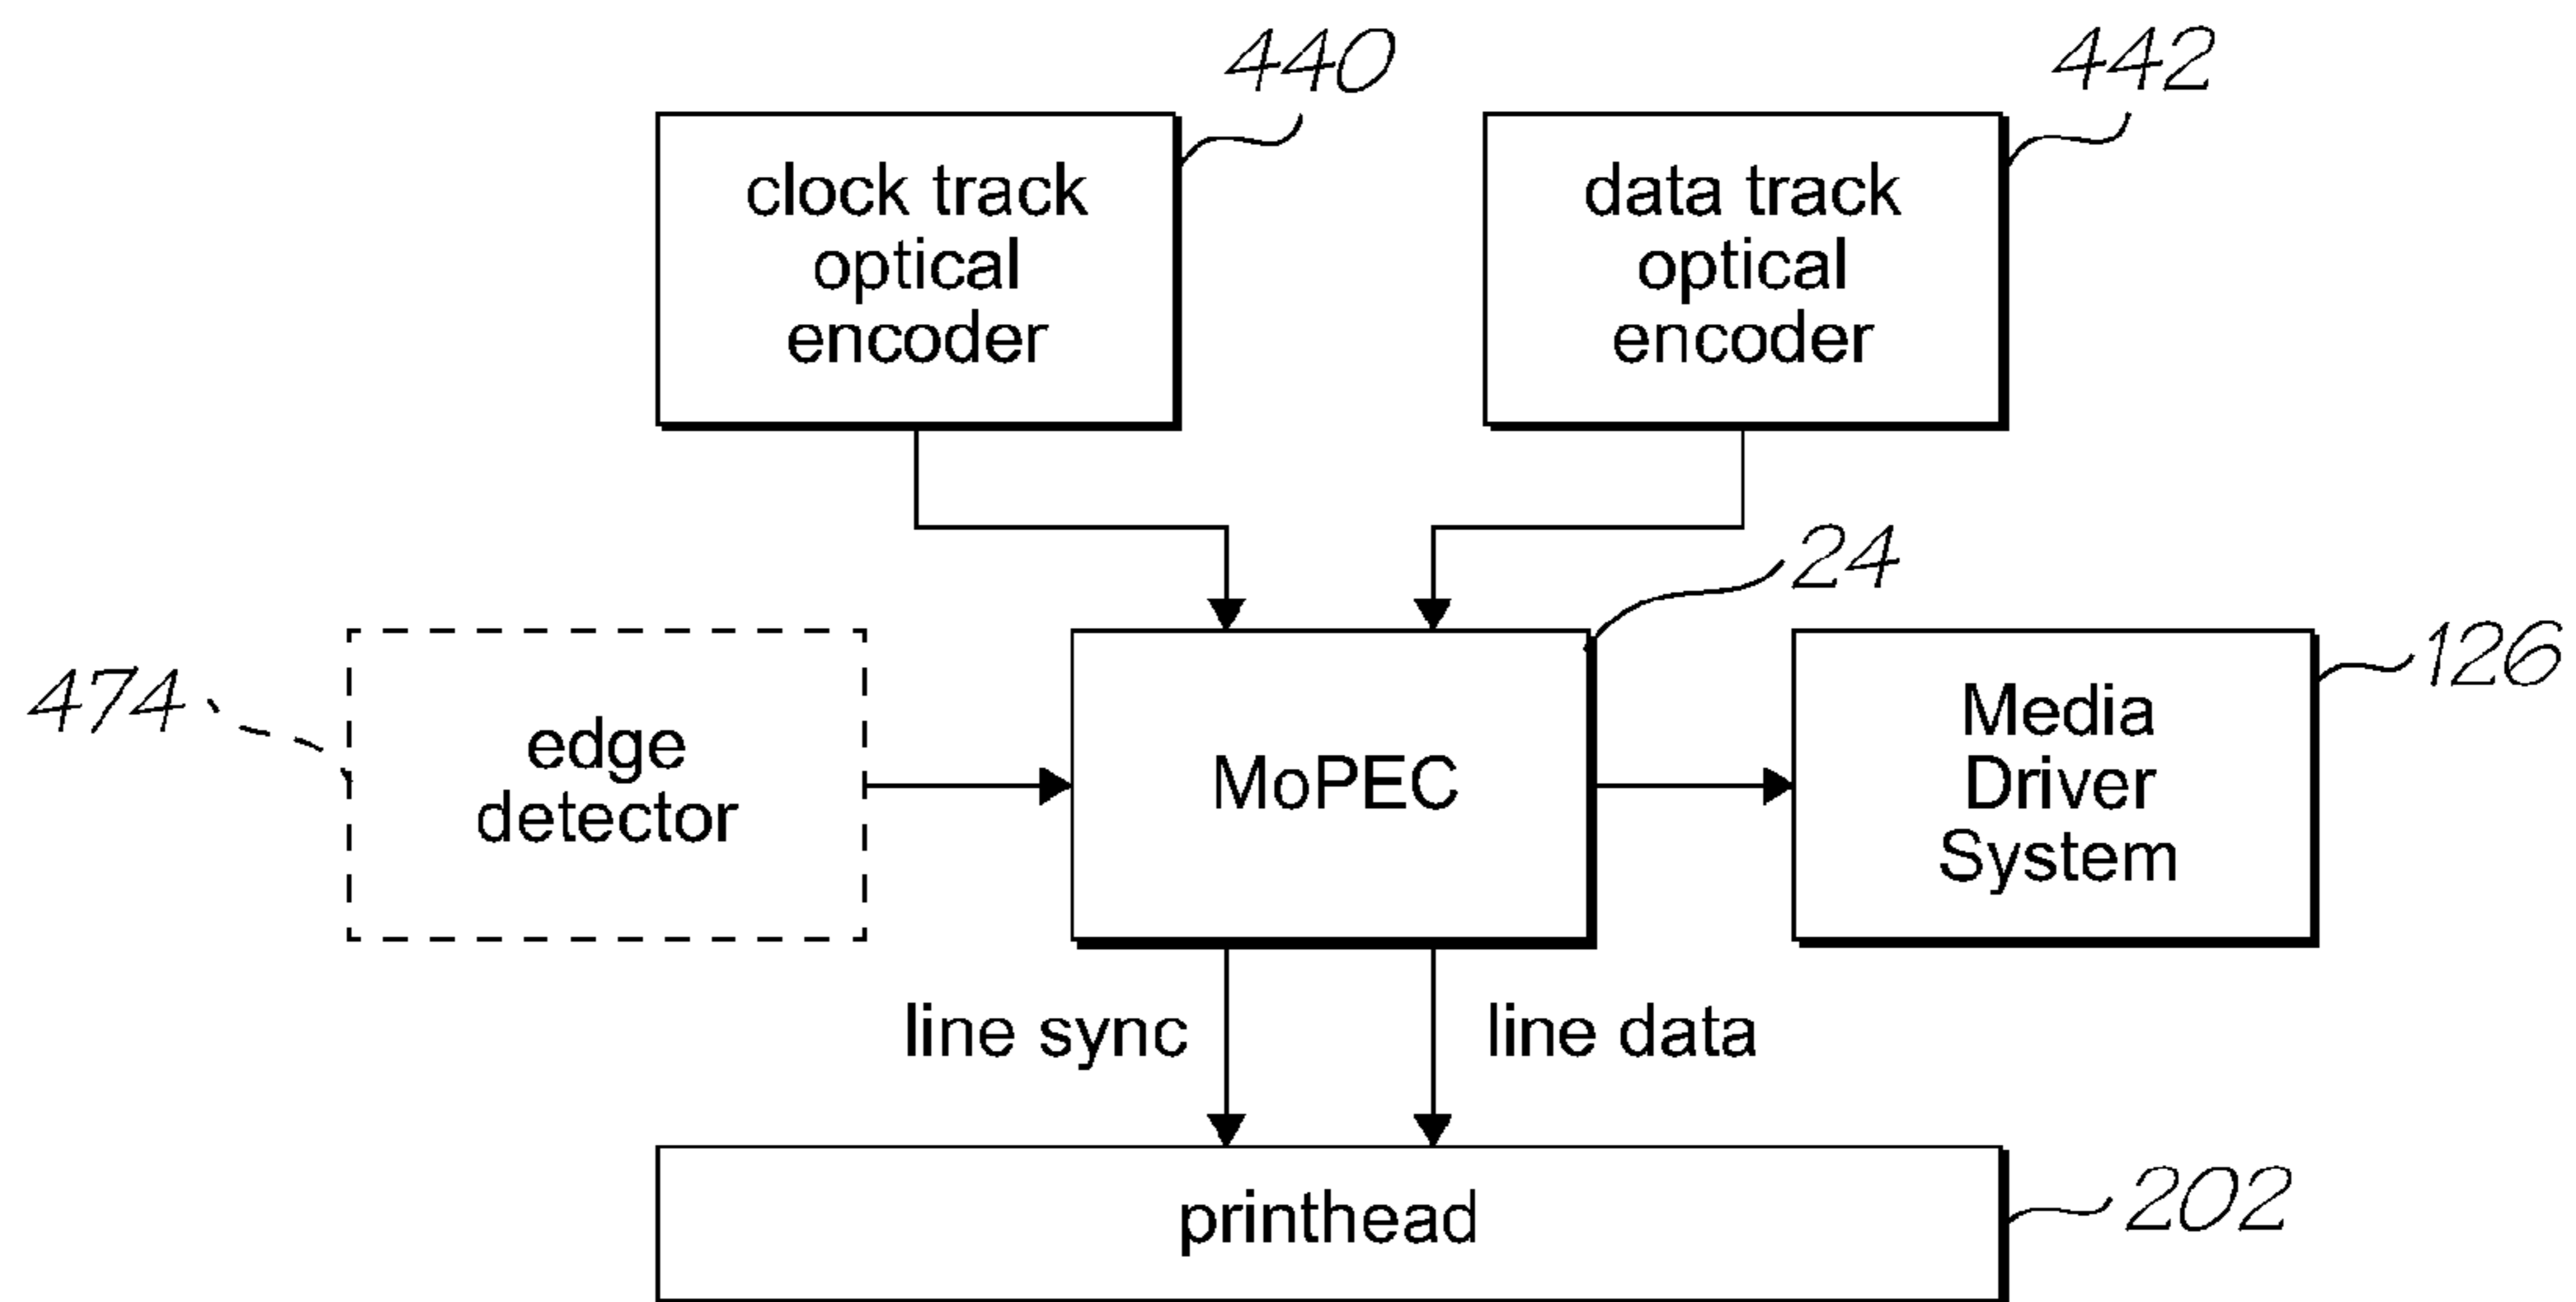 440
442
clock track
optical
encoder
data track
optical
encoder
24
126
474
edge
detector
MoPEC
Media
Driver
System
line sync
line data
printhead
202